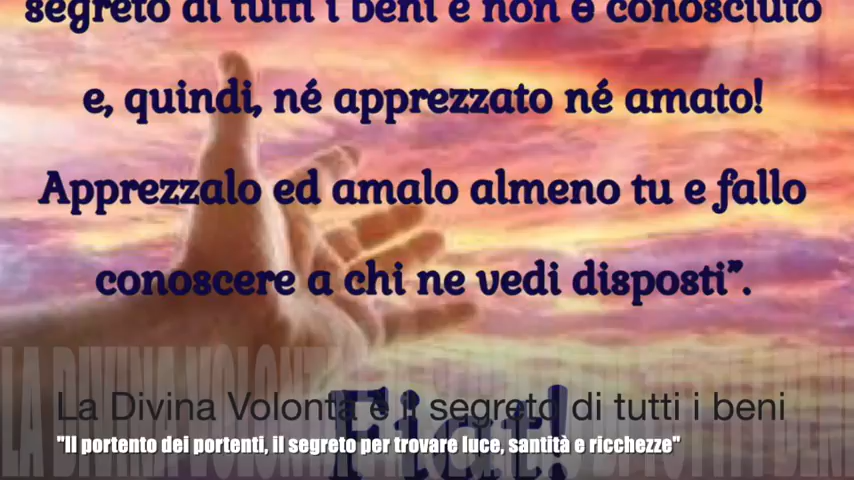 segreto di tutti i beni e non è conosciuto
e, quindi, né apprezzato né amato!
Apprezzalo ed amalo almeno tu e fallo
conoscere a chi ne vedi disposti”.
Fiat!
La Divina Volontà è il segreto di tutti i beni
"Il portento dei portenti, il segreto per trovare luce, santità e ricchezze"